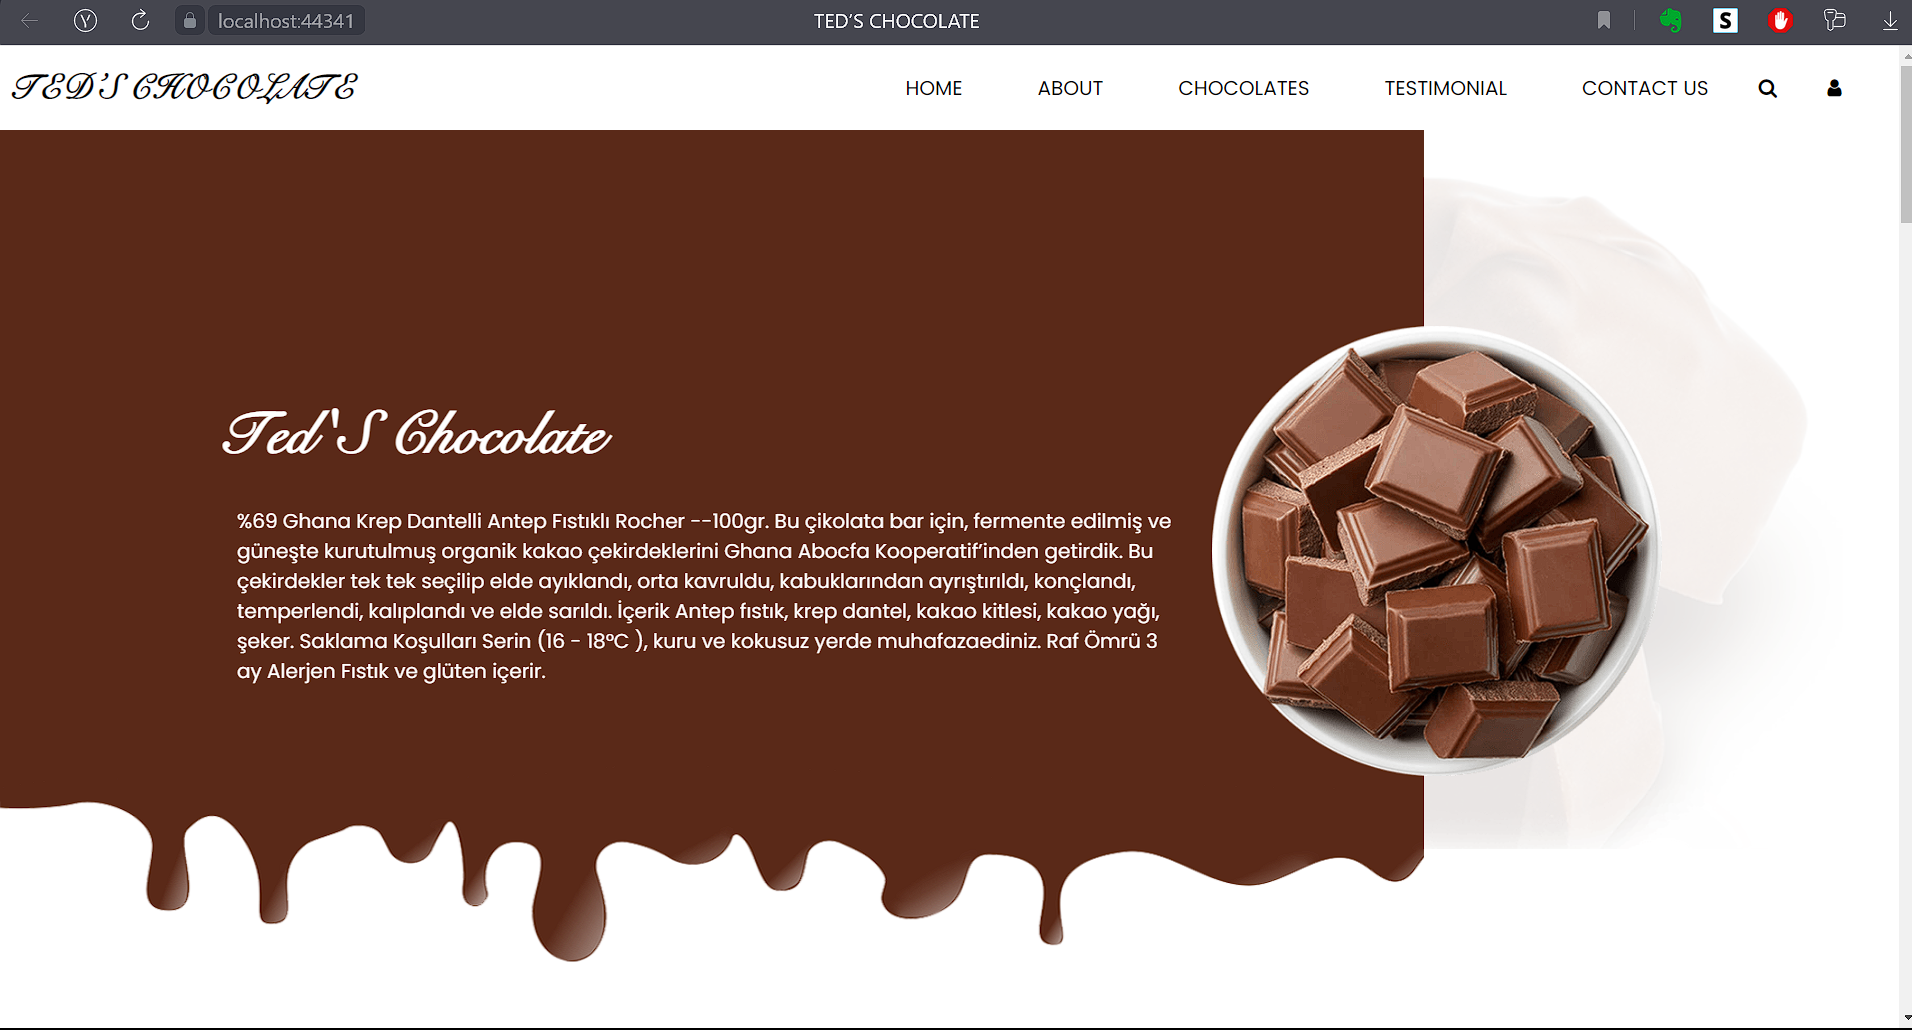 localhost:44341
TED’S CHOCOLATE
S
TED’S CHOCOLATE
HOME
ABOUT
CHOCOLATES
TESTIMONIAL
CONTACT US
Ted'S Chocolate
%69 Ghana Krep Dantelli Antep Fıstıklı Rocher --100gr. Bu çikolata bar için, fermente edilmiş ve
güneşte kurutulmuş organik kakao çekirdeklerini Ghana Abocfa Kooperatif’inden getirdik. Bu
çekirdekler tek tek seçilip elde ayıklandı, orta kavruldu, kabuklarından ayrıştırıldı, konçlandı,
temperlendi, kalıplandı ve elde sarıldı. İçerik Antep fıstık, krep dantel, kakao kitlesi, kakao yağı,
şeker. Saklama Koşulları Serin (16 - 18°C ), kuru ve kokusuz yerde muhafazaediniz. Raf Ömrü 3
ay Alerjen Fıstık ve glüten içerir.